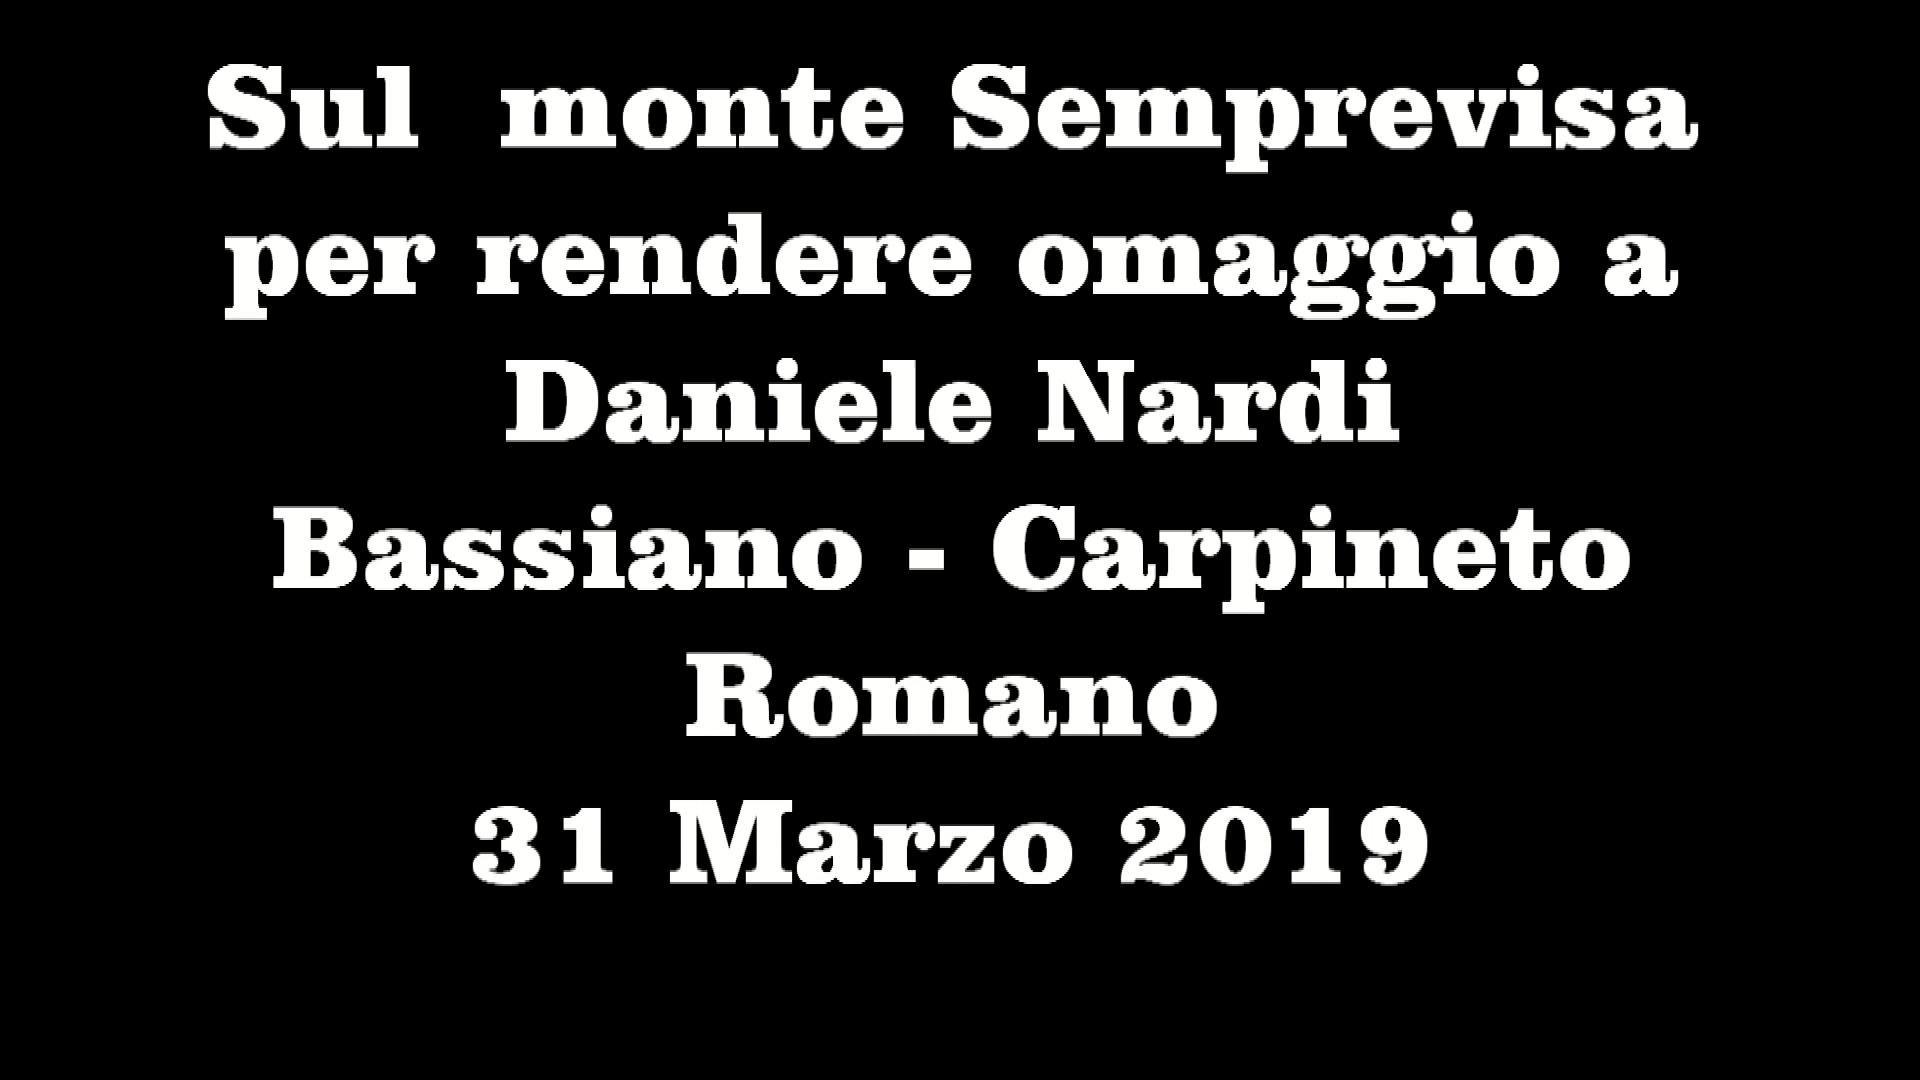 Sul  monte Semprevisa
per rendere omaggio a
Daniele Nardi
Bassiano - Carpineto
Romano
31 Marzo 2019